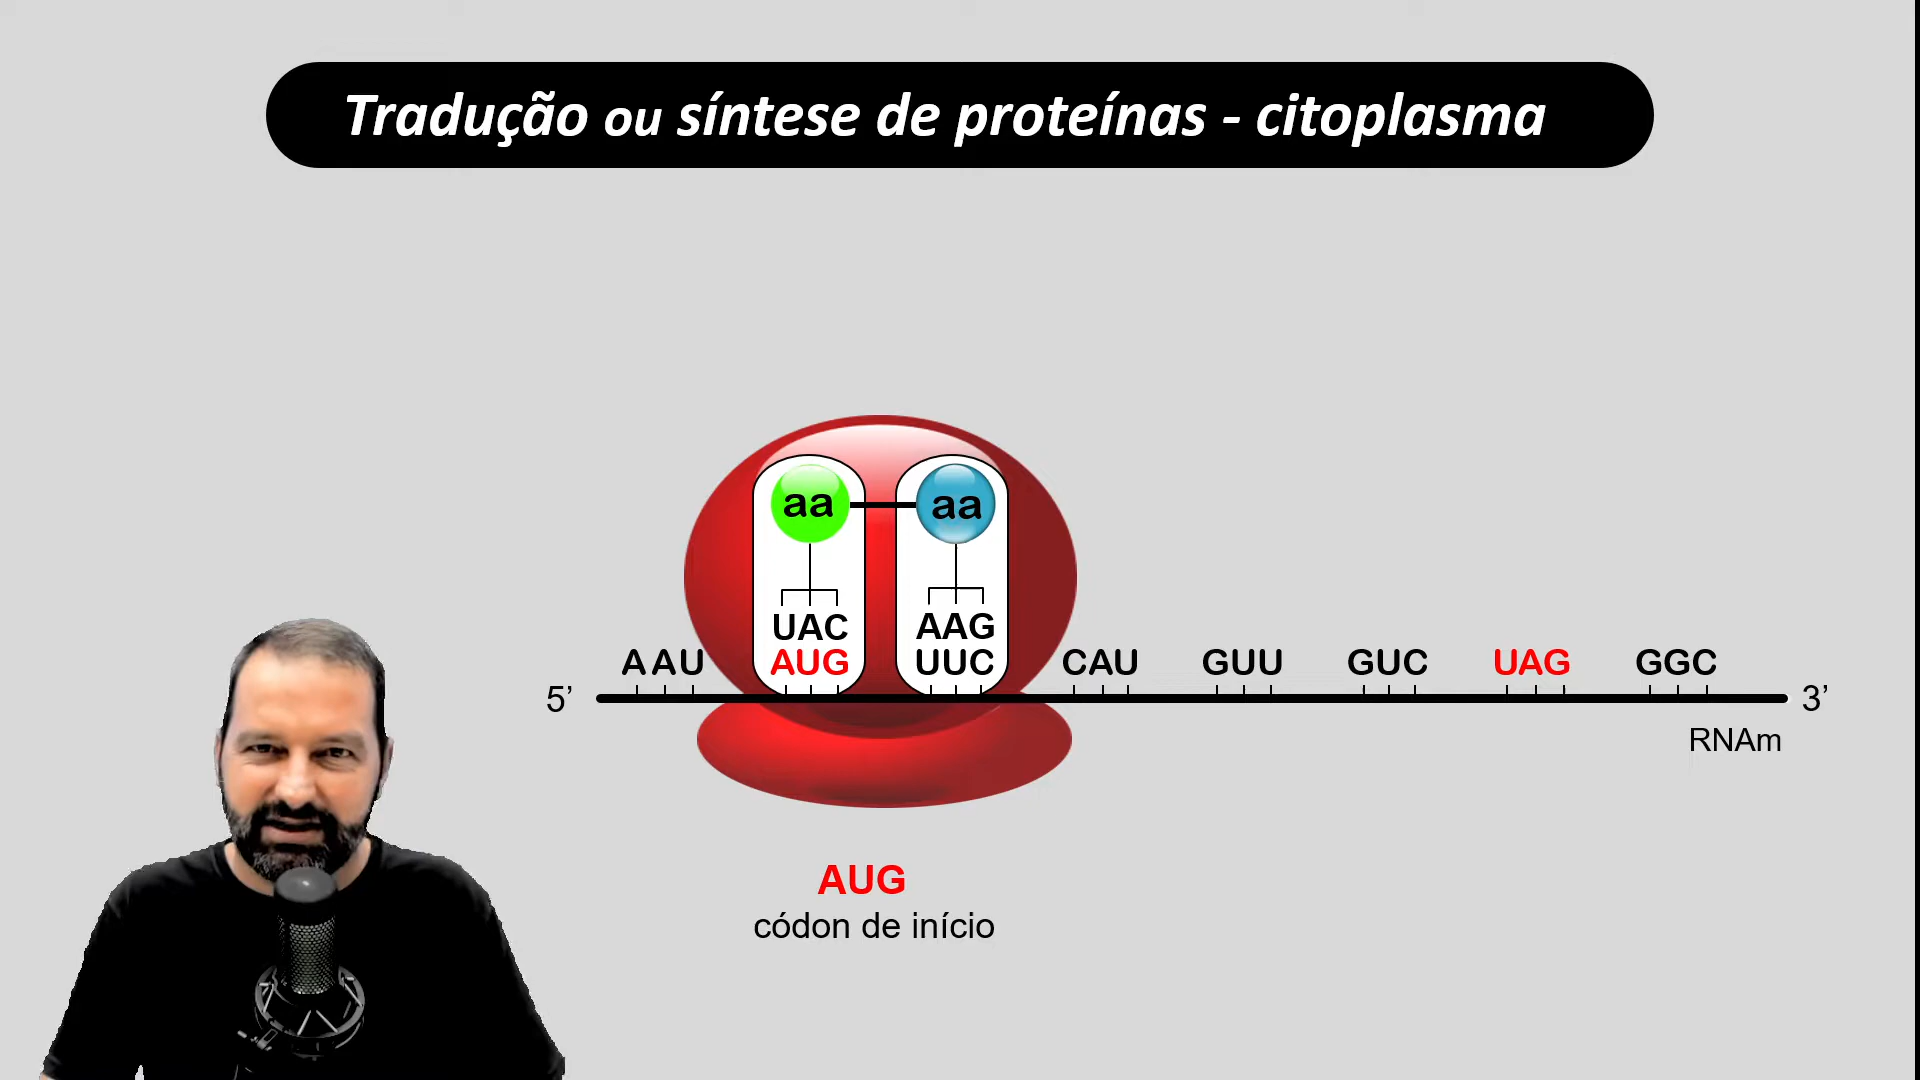 Tradução ou síntese de proteínas - citoplasma
aa aa
UAC AAG
AAU AUG UUC CAU GUU GUC UAG GGC
5’ 3’
RNAm
AUG
códon de início